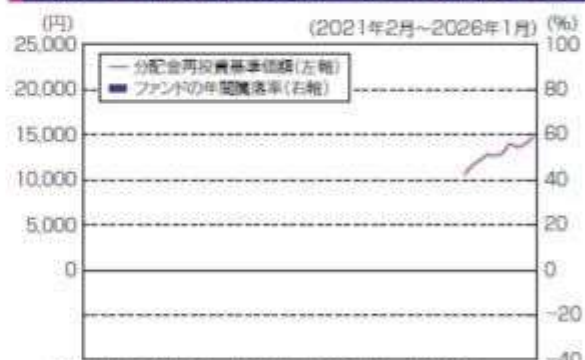 (円)
(2021年2月～2026年1月) (%)
25,000 100
分配金再投資基準価額(左軸)
ファンドの年間騰落率(右軸)
20,000 80
15,000 60
10,000 40
5,000 20
0 0
-20
-40